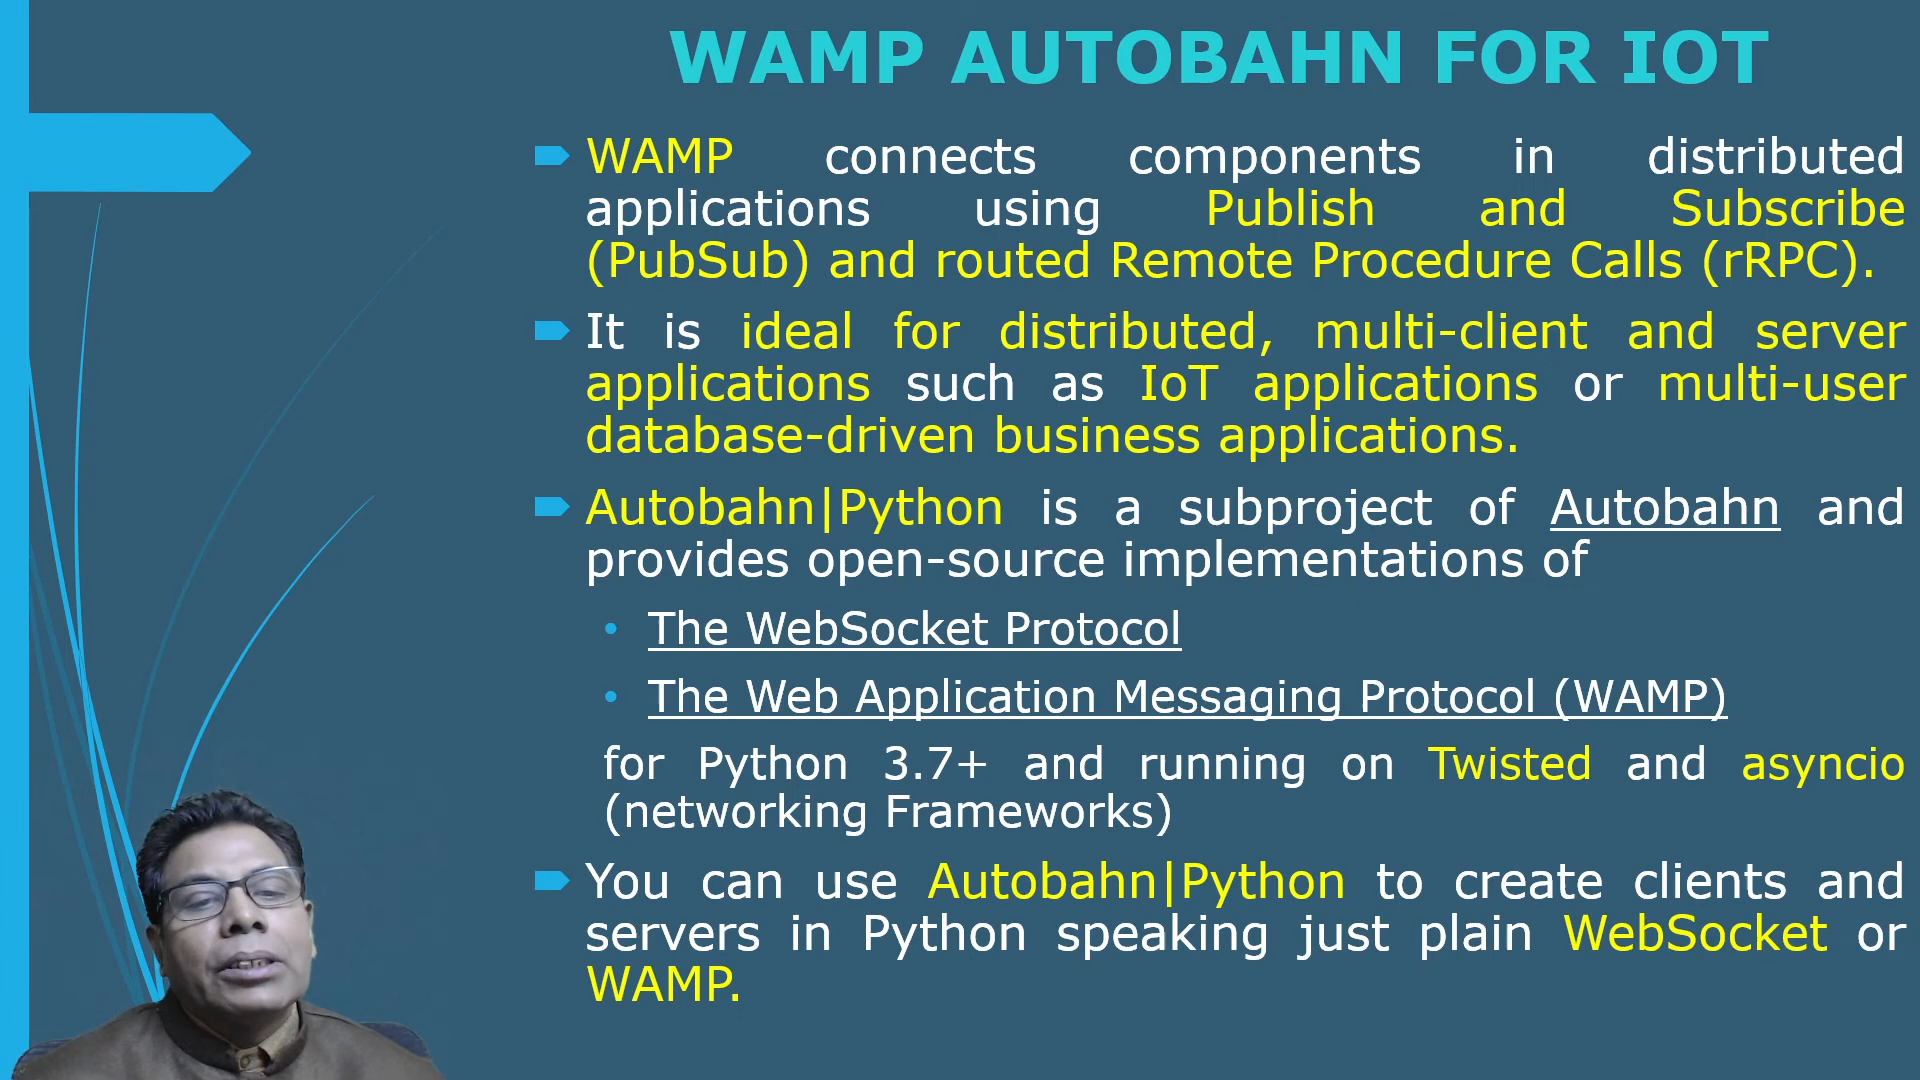 WAMP AUTOBAHN FOR IOT
WAMP connects components in distributed
applications using Publish and Subscribe
(PubSub) and routed Remote Procedure Calls (rRPC).
It is ideal for distributed, multi-client and server
applications such as IoT applications or multi-user
database-driven business applications.
Autobahn|Python is a subproject of Autobahn and
provides open-source implementations of
• The WebSocket Protocol
• The Web Application Messaging Protocol (WAMP)
for Python 3.7+ and running on Twisted and asyncio
(networking Frameworks)
You can use Autobahn|Python to create clients and
servers in Python speaking just plain WebSocket or
WAMP.